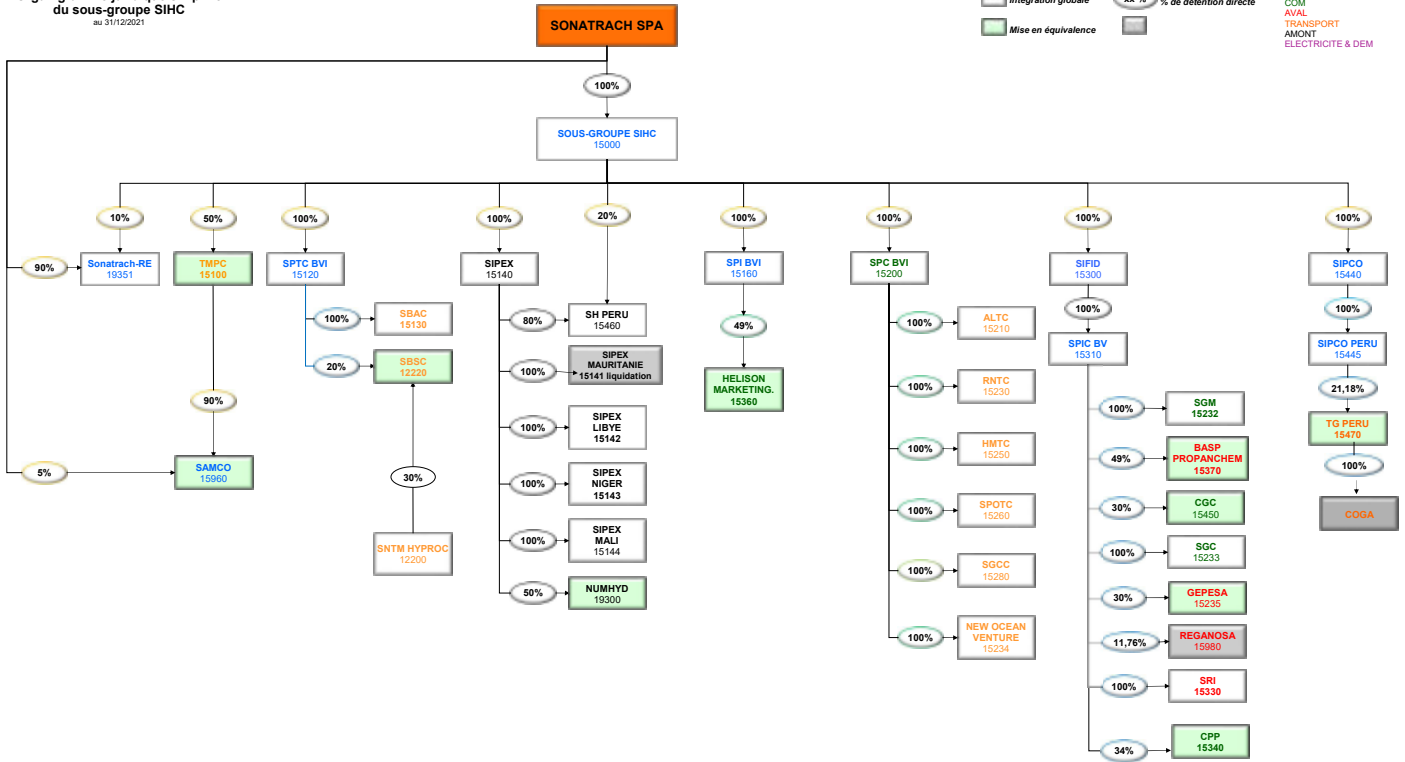 du sous-groupe SIHC
au 31/12/2021
SONATRACH SPA
Intégration globale
% de détention directe
Mise en équivalence
COM
AVAL
TRANSPORT
AMONT
ELECTRICITE & DEM
100%
SOUS-GROUPE SIHC
15000
10%
50%
100%
100%
20%
100%
100%
100%
100%
90%
Sonatrach-RE
19351
TMPC
15100
SPTC BVI
15120
SIPEX
15140
SPI BVI
15160
SPC BVI
15200
SIFID
15300
SIPCO
15440
100%
SBAC
15130
20%
SBSC
12220
80%
SH PERU
15460
100%
SIPEX
MAURITANIE
15141 liquidation
100%
SIPEX
LIBYE
15142
100%
SIPEX
NIGER
15143
100%
SIPEX
MALI
15144
50%
NUMHYD
19300
90%
5%
SAMCO
15960
30%
SNTM HYPROC
12200
49%
HELISON
MARKETING.
15360
100%
ALTC
15210
100%
RNTC
15230
100%
HMTC
15250
100%
SPOTC
15260
100%
SGCC
15280
100%
NEW OCEAN
VENTURE
15234
100%
SPIC BV
15310
100%
SGM
15232
49%
BASP
PROPANCHEM
15370
30%
CGC
15450
100%
SGC
15233
30%
GEPESA
15235
11,76%
REGANOSA
15980
100%
SRI
15330
34%
CPP
15340
100%
SIPCO PERU
15445
21,18%
TG PERU
15470
100%
COGA